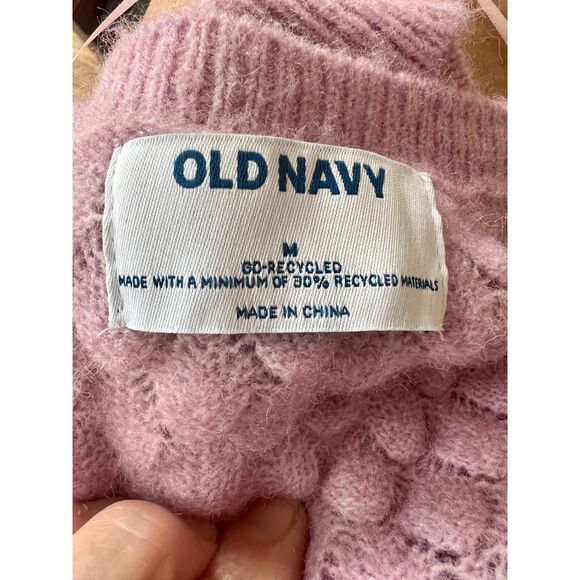 OLD NAVY
M
GO-RECYCLED
MADE WITH A MINIMUM OF 30% RECYCLED MATERIALS
MADE IN CHINA